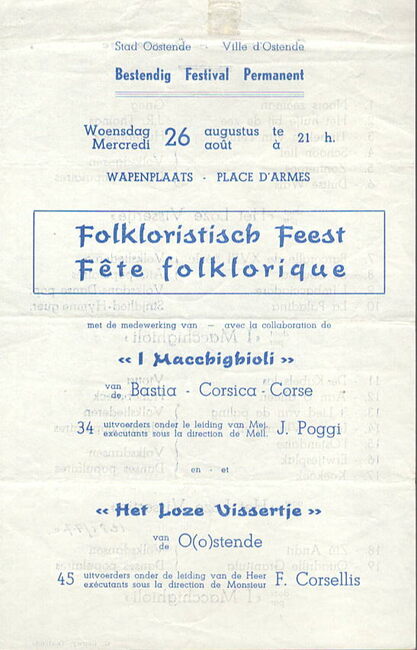 Stad Oostende - Ville d'Ostende
Bestendig Festival Permanent
Woensdag 26 augustus te 21 h.
Mercredi août à
WAPENPLAATS - PLACE D'ARMES
Folkloristisch Feest
Fête folklorique
met de medewerking van — avec la collaboration de
« I Macchighioli »
van de Bastia - Corsica - Corse
34 uitvoerders onder le leiding van Mej. J. Poggi
exécutants sous la direction de Mell.
en - et
« Het Loze Vissertje »
van de O(o)stende
45 uitvoerders onder de leiding van de Heer F. Corsellis
exécutants sous la direction de Monsieur